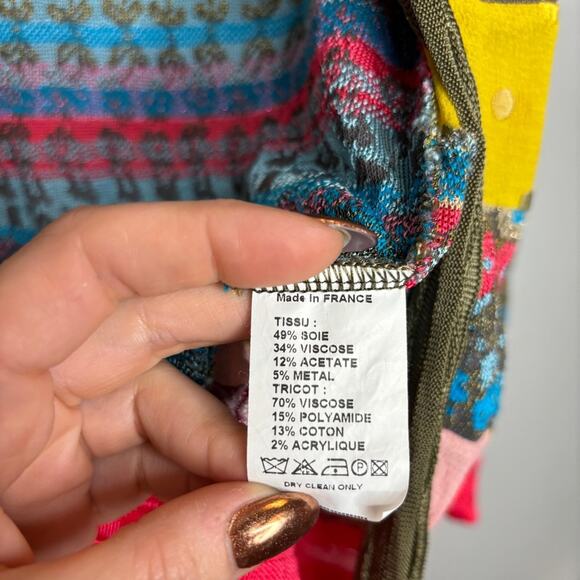 Made in FRANCE
TISSU :
49% SOIE
34% VISCOSE
12% ACETATE
5% METAL
TRICOT :
70% VISCOSE
15% POLYAMIDE
13% COTON
2% ACRYLIQUE
DRY CLEAN ONLY